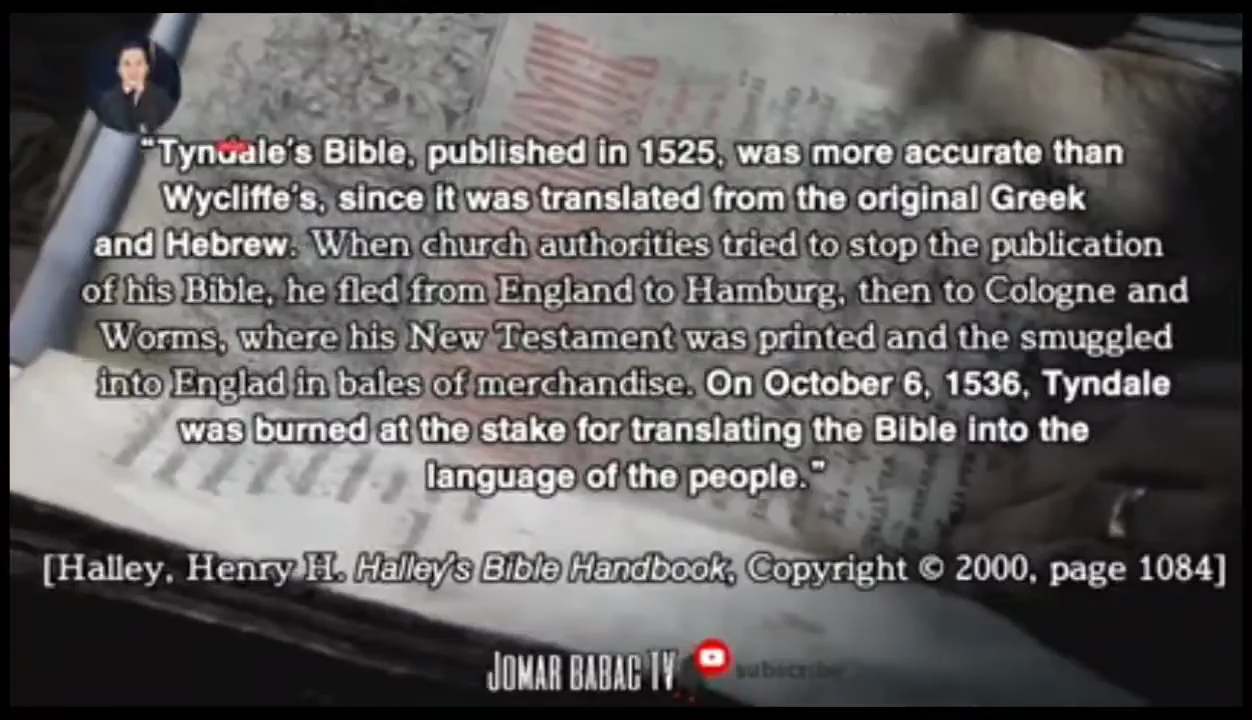 “Tyndale’s Bible, published in 1525, was more accurate than
Wycliffe’s, since it was translated from the original Greek
and Hebrew. When church authorities tried to stop the publication
of his Bible, he fled from England to Hamburg, then to Cologne and
Worms, where his New Testament was printed and the smuggled
into Englad in bales of merchandise. On October 6, 1536, Tyndale
was burned at the stake for translating the Bible into the
language of the people.”
[Halley, Henry H. Halley’s Bible Handbook, Copyright © 2000, page 1084]
JOMAR BABAC TV
subscribe